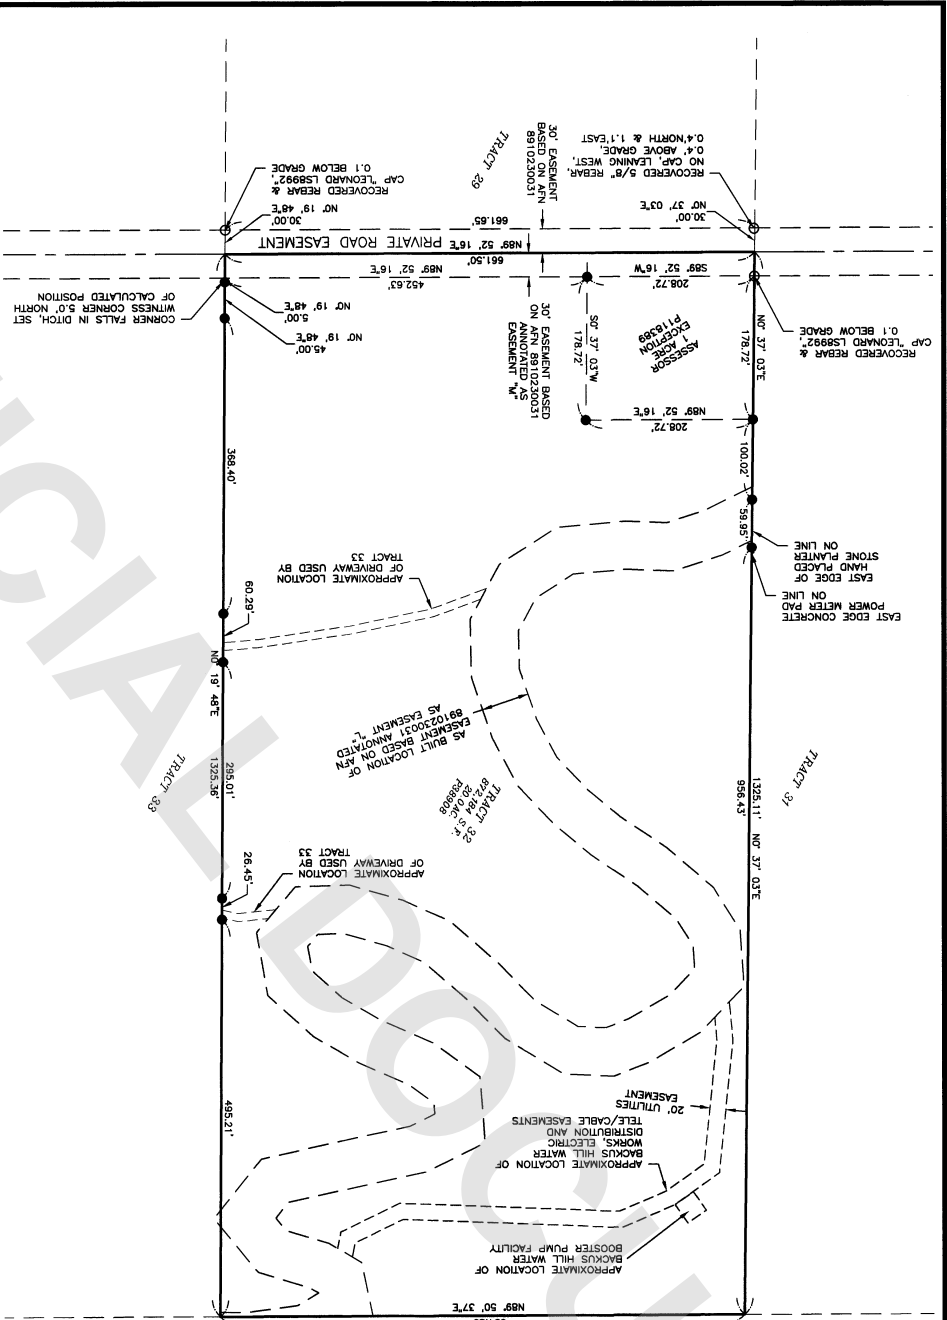 N89° 50' 37"E
APPROXIMATE LOCATION OF
BACKUS HILL WATER
BOOSTER PUMP FACILITY
APPROXIMATE LOCATION OF
BACKUS HILL WATER
WORKS, ELECTRIC
DISTRIBUTION AND
TELE/CABLE EASEMENTS
20' UTILITIES
EASEMENT
495.21'
26.45'
APPROXIMATE LOCATION
OF DRIVEWAY USED BY
TRACT 33
TRACT 31
1325.11' N0° 37' 03"E
956.43'
TRACT 32
872,184 S.F.
20.0 AC.
P38908
295.01'
1325.36'
TRACT 33
N0° 19' 48"E
AS BUILT LOCATION OF
EASEMENT BASED ON AFN
8910230031 ANNOTATED
AS EASEMENT "L"
60.29'
APPROXIMATE LOCATION
OF DRIVEWAY USED BY
TRACT 33
EAST EDGE CONCRETE
POWER METER PAD
ON LINE
EAST EDGE OF
HAND PLACED
STONE PLANTER
ON LINE
59.95'
100.02'
368.40'
208.72'
N89° 52' 16"E
N0° 37' 03"E
178.72'
ASSESSOR
1 ACRE
EXCEPTION
P118389
S0° 37' 03"W
178.72'
30' EASEMENT BASED
ON AFN 8910230031
ANNOTATED AS
EASEMENT "M"
N0° 19' 48"E
45.00'
N0° 19' 48"E
5.00'
CORNER FALLS IN DITCH, SET
WITNESS CORNER 5.0' NORTH
OF CALCULATED POSITION
RECOVERED REBAR &
CAP "LEONARD LS8992",
0.1 BELOW GRADE
208.72'
S89° 52' 16"W
452.63'
N89° 52' 16"E
661.50'
N89° 52' 16"E PRIVATE ROAD EASEMENT
661.65'
30.00'
N0° 37' 03"E
30.00'
N0° 19' 48"E
RECOVERED 5/8" REBAR,
NO CAP, LEANING WEST,
0.4' ABOVE GRADE,
0.4'NORTH & 1.1'EAST
30' EASEMENT
BASED ON AFN
8910230031
TRACT 29
RECOVERED REBAR &
CAP "LEONARD LS8992",
0.1 BELOW GRADE